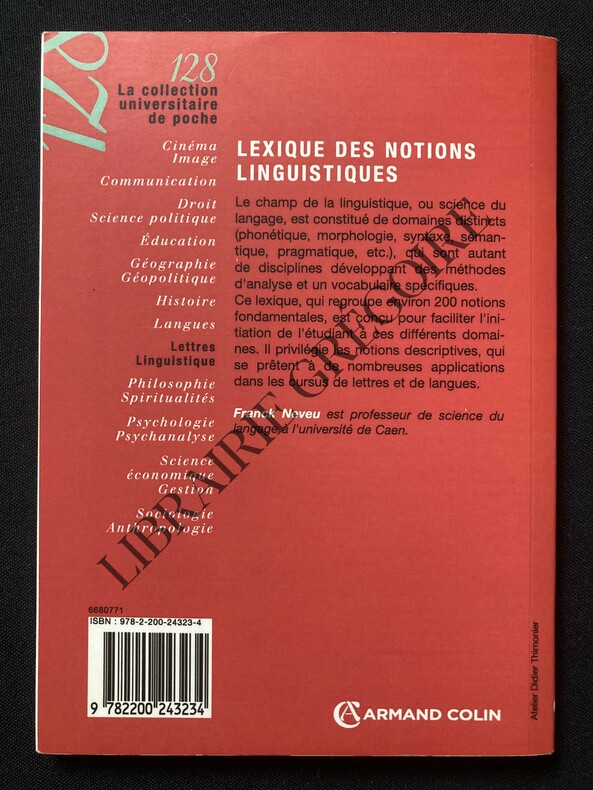 128
128
La collection
universitaire
de poche
Cinéma
Image
Communication
Droit
Science politique
Éducation
Géographie
Géopolitique
Histoire
Langues
Lettres
Linguistique
Philosophie
Spiritualités
Psychologie
Psychanalyse
Science
économique
Gestion
Sociologie
Anthropologie
LEXIQUE DES NOTIONS
LINGUISTIQUES
Le champ de la linguistique, ou science du
langage, est constitué de domaines distincts
(phonétique, morphologie, syntaxe, séman-
tique, pragmatique, etc.), qui sont autant
de disciplines développant des méthodes
d'analyse et un vocabulaire spécifiques.
Ce lexique, qui regroupe environ 200 notions
fondamentales, est conçu pour faciliter l'ini-
tiation de l'étudiant à ces différents domai-
nes. Il privilégie les notions descriptives, qui
se prêtent à de nombreuses applications
dans les cursus de lettres et de langues.
Franck Neveu est professeur de science du
langage à l'université de Caen.
LIBRAIRIE GREGOIRE
6680771
ISBN : 978-2-200-24323-4
9 782200 243234
ARMAND COLIN
Atelier Didier Thimonier